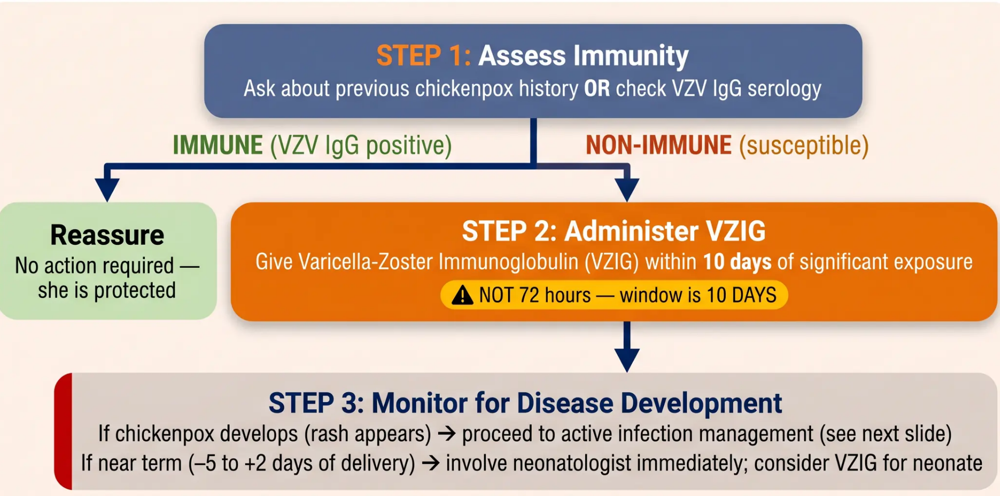 STEP 1: Assess Immunity
Ask about previous chickenpox history OR check VZV IgG serology
IMMUNE (VZV IgG positive)
NON-IMMUNE (susceptible)
Reassure
No action required —
she is protected
STEP 2: Administer VZIG
Give Varicella-Zoster Immunoglobulin (VZIG) within 10 days of significant exposure
⚠ NOT 72 hours — window is 10 DAYS
STEP 3: Monitor for Disease Development
If chickenpox develops (rash appears) → proceed to active infection management (see next slide)
If near term (–5 to +2 days of delivery) → involve neonatologist immediately; consider VZIG for neonate